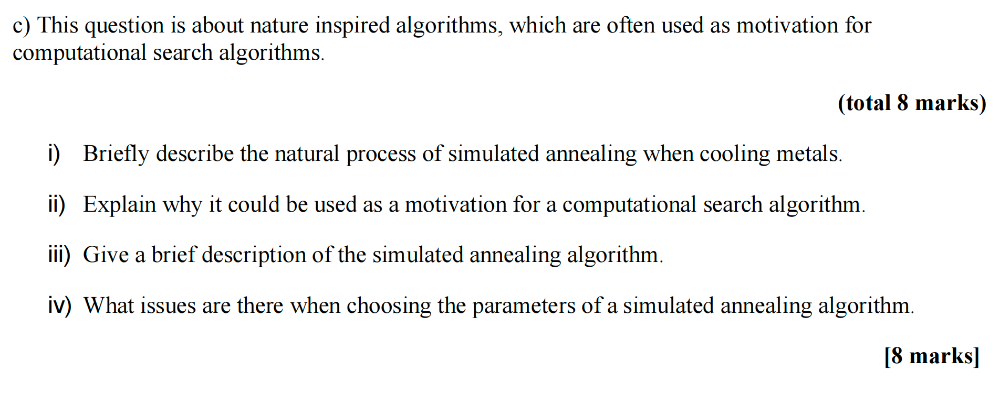 c) This question is about nature inspired algorithms, which are often used as motivation for
computational search algorithms.
(total 8 marks)
i) Briefly describe the natural process of simulated annealing when cooling metals.
ii) Explain why it could be used as a motivation for a computational search algorithm.
iii) Give a brief description of the simulated annealing algorithm.
iv) What issues are there when choosing the parameters of a simulated annealing algorithm.
[8 marks]